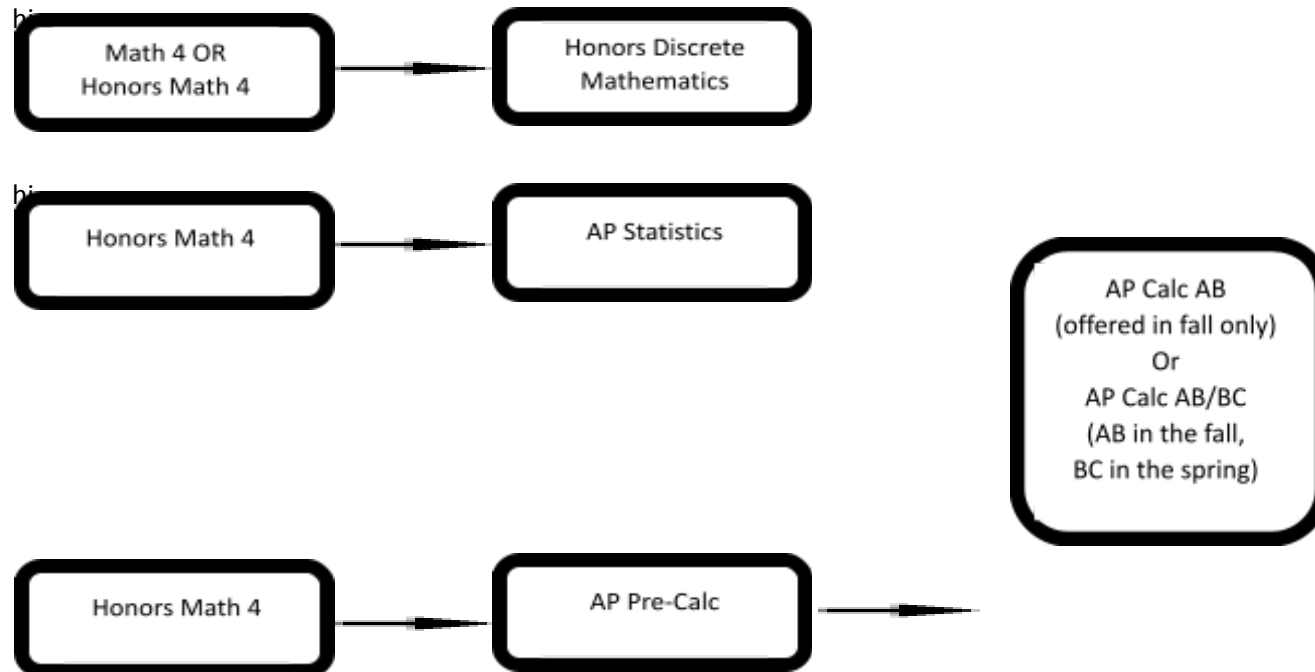 hi
Math 4 OR
Honors Math 4
Honors Discrete
Mathematics
hi
Honors Math 4
AP Statistics
AP Calc AB
(offered in fall only)
Or
AP Calc AB/BC
(AB in the fall,
BC in the spring)
Honors Math 4
AP Pre-Calc